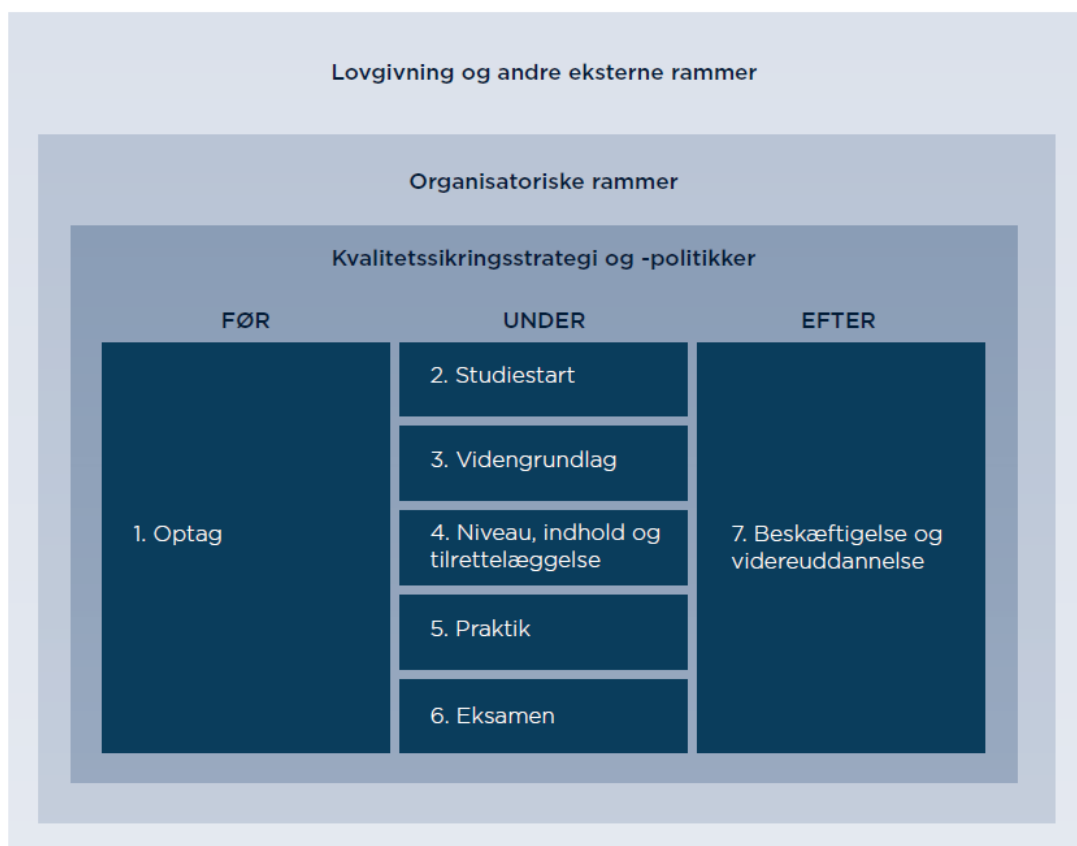 Lovgivning og andre eksterne rammer
Organisatoriske rammer
Kvalitetssikringsstrategi og -politikker
FØR
UNDER
EFTER
1. Optag
2. Studiestart
3. Videngrundlag
4. Niveau, indhold og
tilrettelæggelse
5. Praktik
6. Eksamen
7. Beskæftigelse og
videreuddannelse